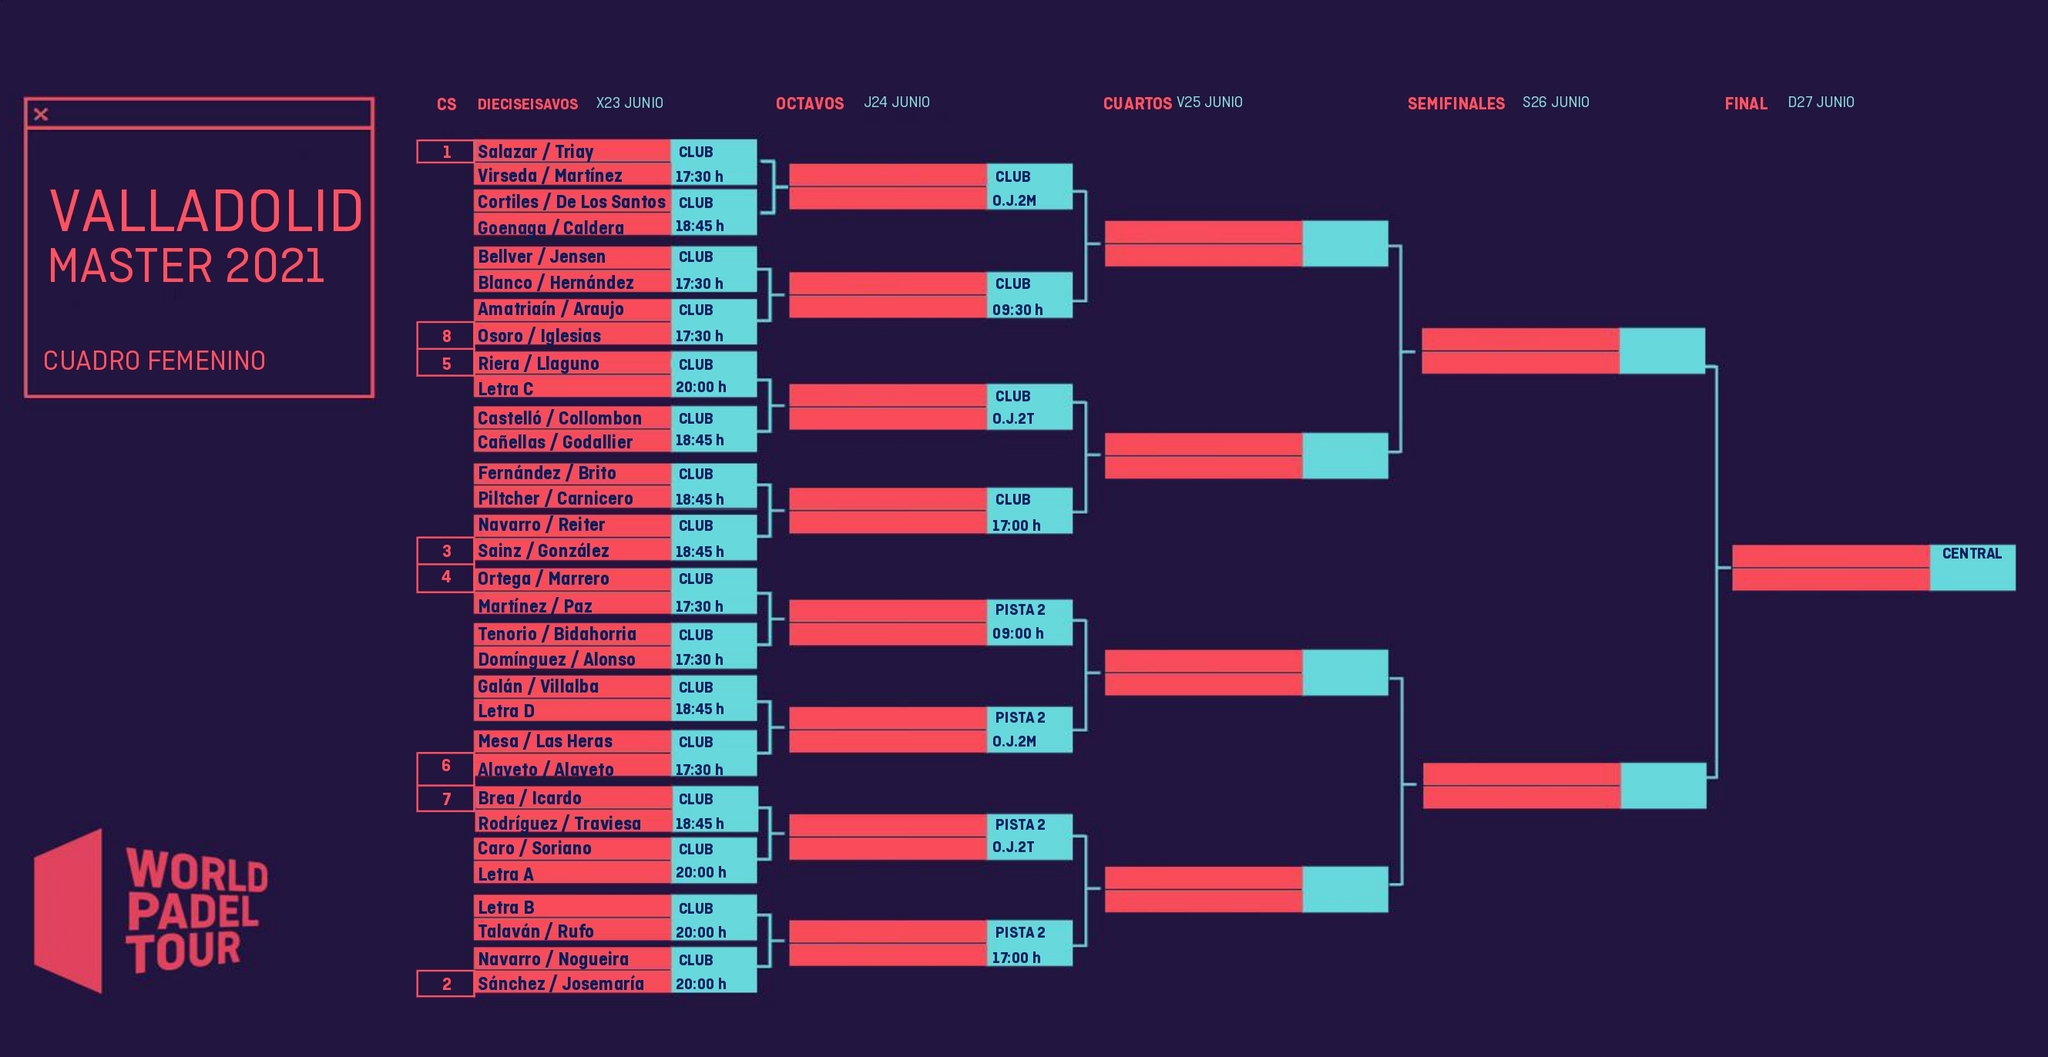 VALLADOLID
MASTER 2021
CUADRO FEMENINO
WORLD
PADEL
TOUR
CS DIECISEISAVOS X23 JUNIO
1 Salazar / Triay CLUB
Virseda / Martínez 17:30 h
Cortiles / De Los Santos CLUB
Goenaga / Caldera 18:45 h
Bellver / Jensen CLUB
Blanco / Hernández 17:30 h
Amatriaín / Araujo CLUB
8 Osoro / Iglesias 17:30 h
5 Riera / Llaguno CLUB
Letra C 20:00 h
Castelló / Collombon CLUB
Cañellas / Godallier 18:45 h
Fernández / Brito CLUB
Piltcher / Carnicero 18:45 h
Navarro / Reiter CLUB
3 Sainz / González 18:45 h
4 Ortega / Marrero CLUB
Martínez / Paz 17:30 h
Tenorio / Bidahorria CLUB
Domínguez / Alonso 17:30 h
Galán / Villalba CLUB
Letra D 18:45 h
Mesa / Las Heras CLUB
6 Alayeto / Alayeto 17:30 h
7 Brea / Icardo CLUB
Rodríguez / Traviesa 18:45 h
Caro / Soriano CLUB
Letra A 20:00 h
Letra B CLUB
Talaván / Rufo 20:00 h
Navarro / Nogueira CLUB
2 Sánchez / Josemaría 20:00 h
OCTAVOS J24 JUNIO
CLUB
O.J.2M
CLUB
09:30 h
CLUB
O.J.2T
CLUB
17:00 h
PISTA 2
09:00 h
PISTA 2
O.J.2M
PISTA 2
O.J.2T
PISTA 2
17:00 h
CUARTOS V25 JUNIO
SEMIFINALES S26 JUNIO
FINAL D27 JUNIO
CENTRAL